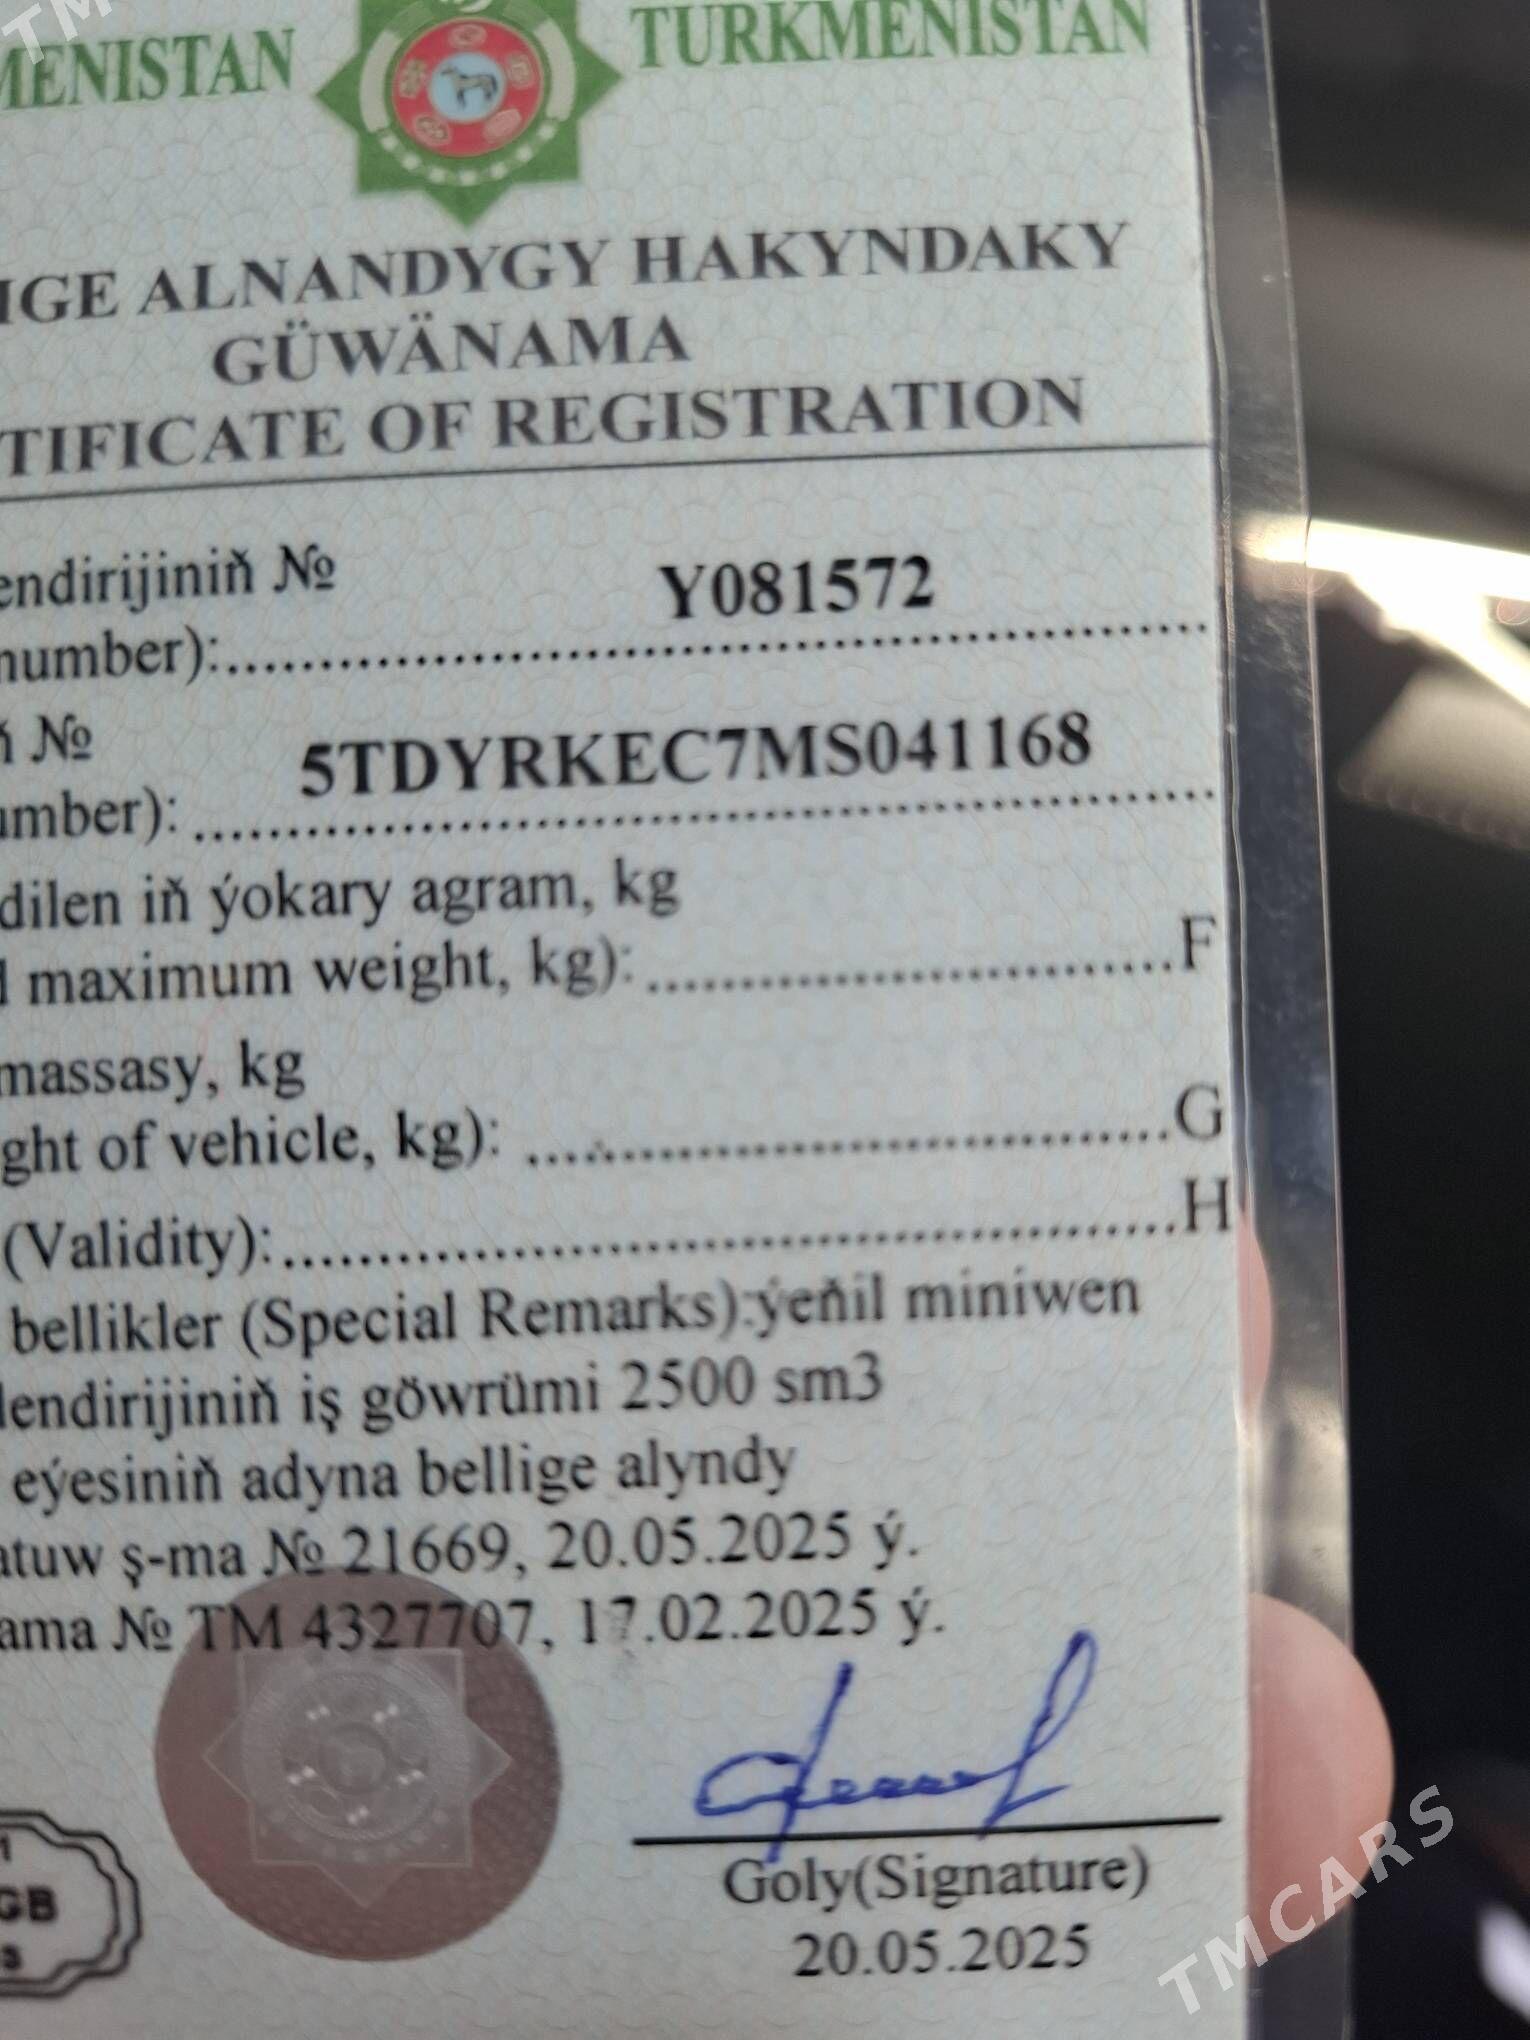 TM
MENISTAN TURKMENISTAN
IGE ALNANDYGY HAKYNDAKY
GÜWÄNAMA
TIFICATE OF REGISTRATION
endirijiniň № Y081572
number):
ň № 5TDYRKEC7MS041168
umber):
dilen iň ýokary agram, kg
d maximum weight, kg): F
massasy, kg
ght of vehicle, kg): G
(Validity): H
bellikler (Special Remarks):ýeňil miniwen
lendirijiniň iş göwrümi 2500 sm3
eýesiniň adyna bellige alyndy
atuw ş-ma № 21669, 20.05.2025 ý.
ama № TM 4327707, 17.02.2025 ý.
GB
Goly(Signature)
20.05.2025
TMCARS